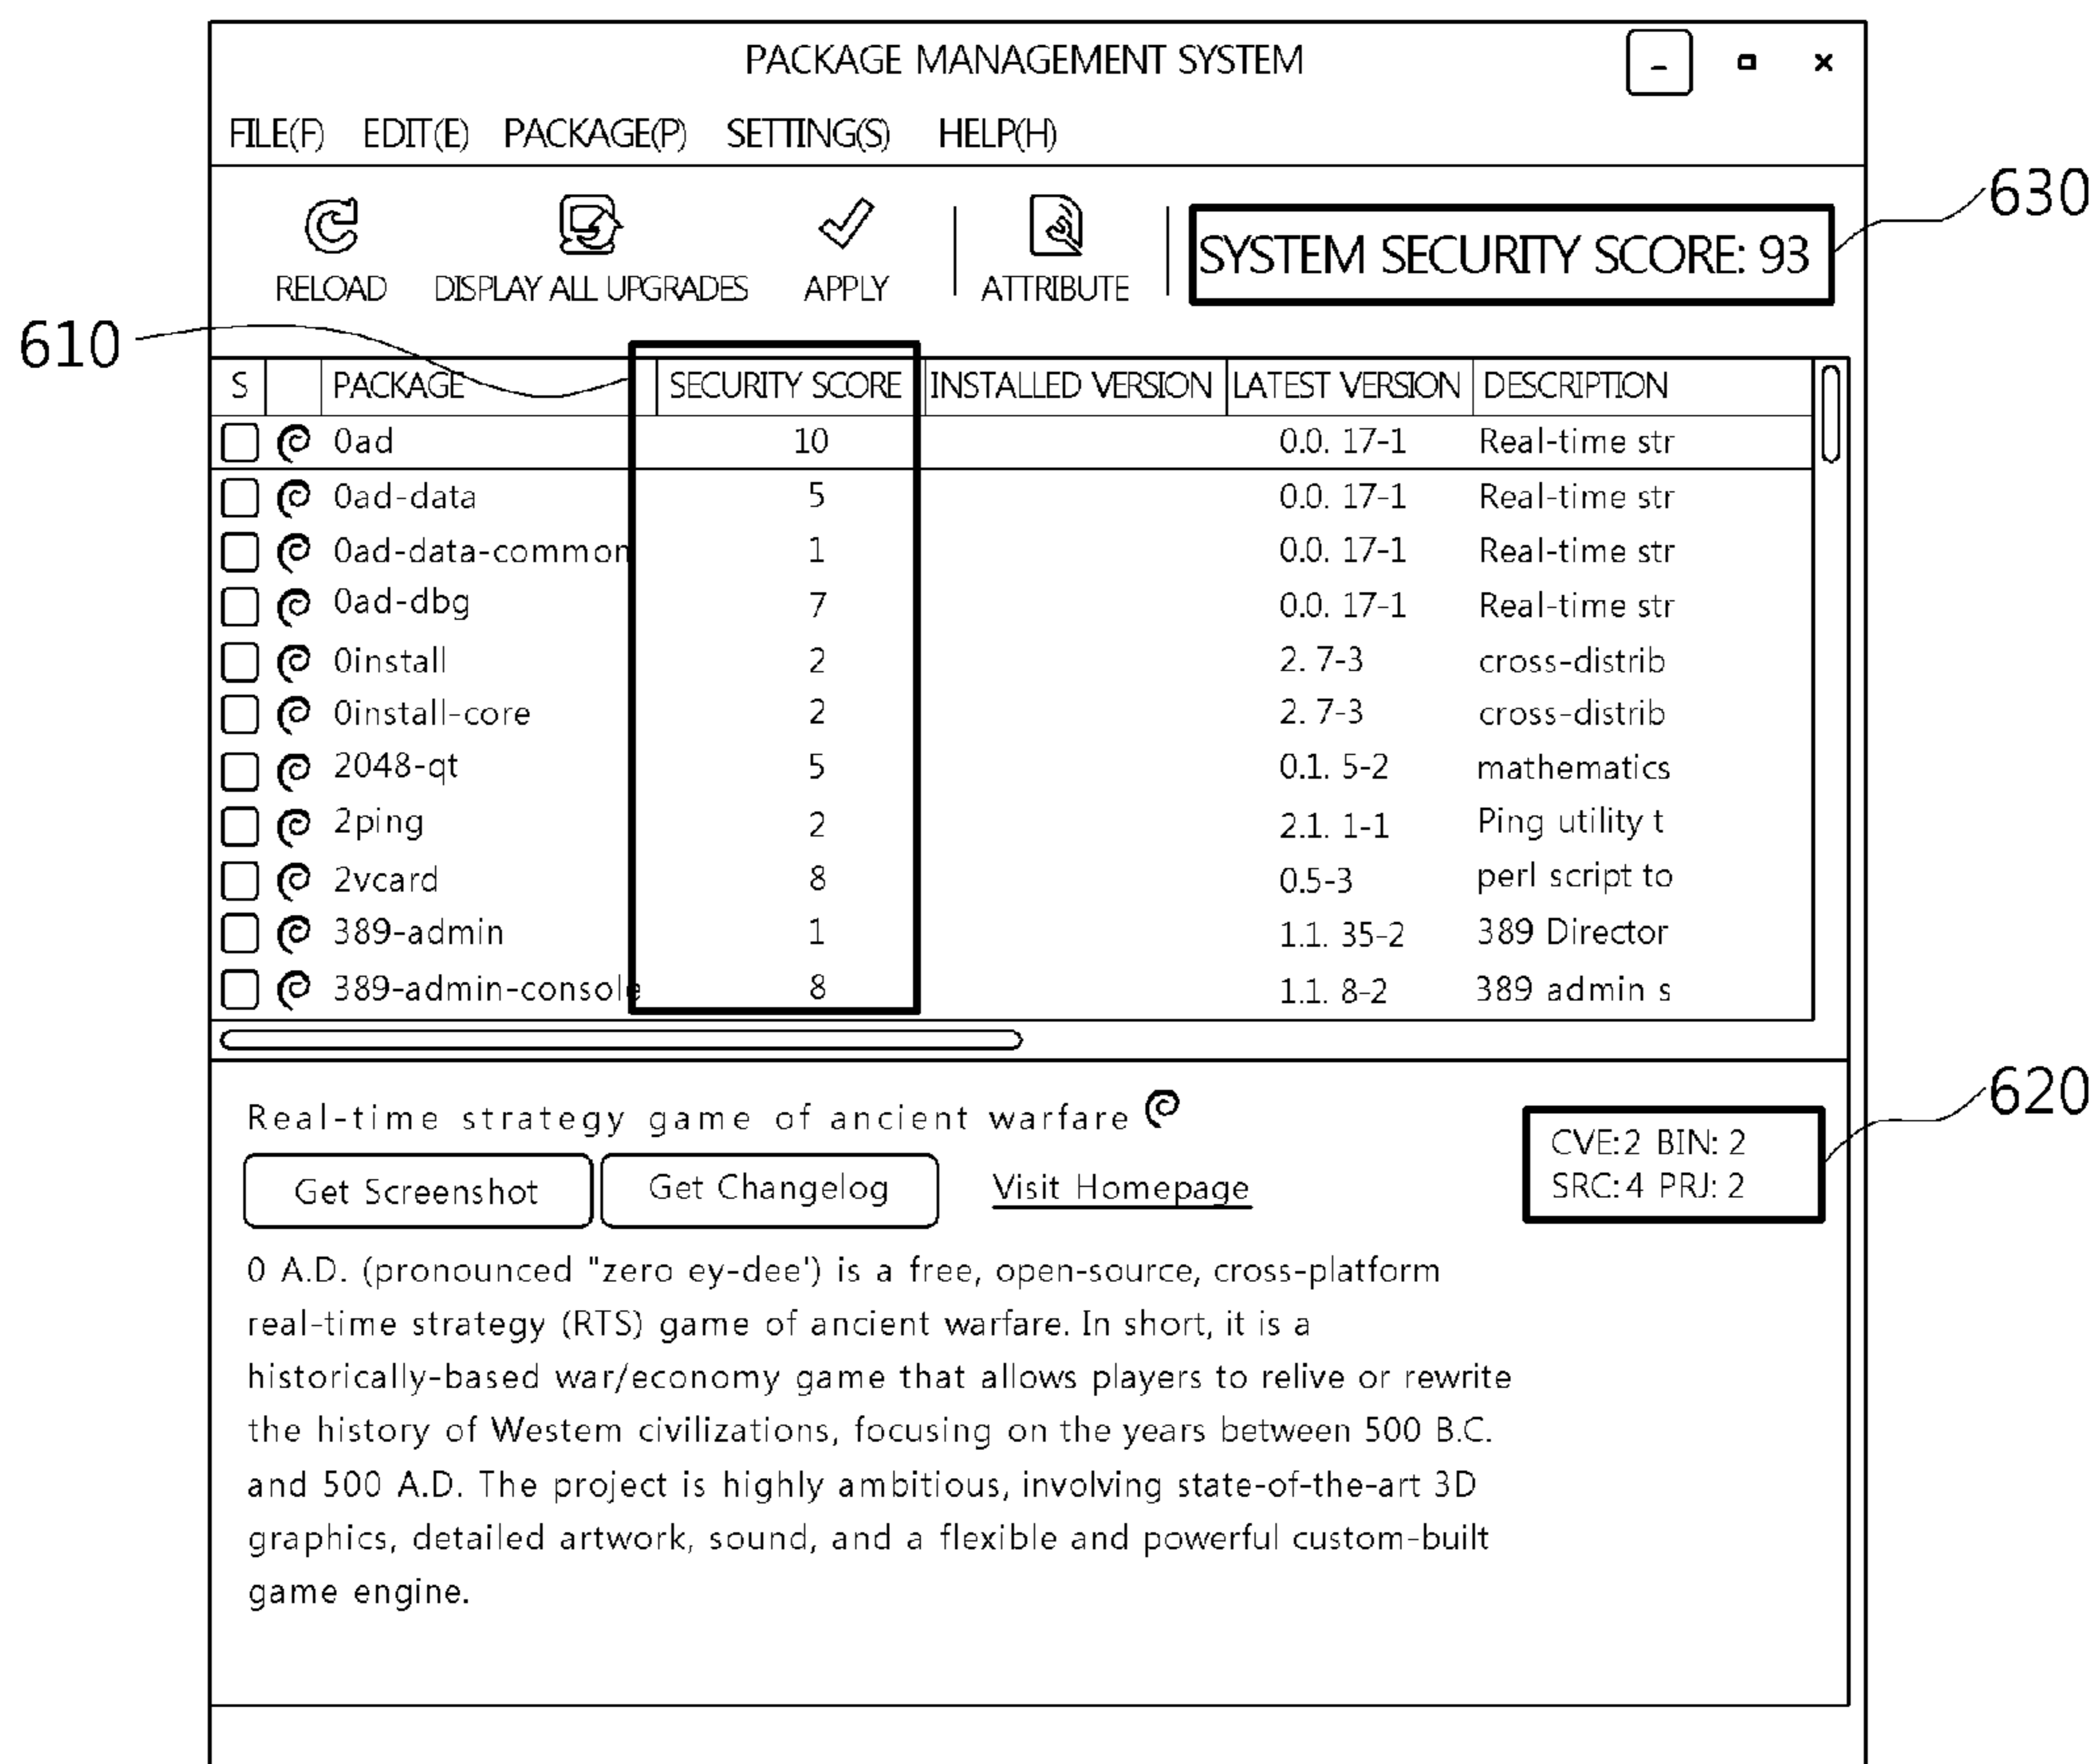 PACKAGE MANAGEMENT SYSTEM
FILE(F) EDIT(E) PACKAGE(P) SETTING(S) HELP(H)
630
SYSTEM SECURITY SCORE: 93
RELOAD DISPLAY ALL UPGRADES APPLY ATTRIBUTE
610
S PACKAGE SECURITY SCORE INSTALLED VERSION LATEST VERSION DESCRIPTION
0ad 10 0.0. 17-1 Real-time str
0ad-data 5 0.0. 17-1 Real-time str
0ad-data-common 1 0.0. 17-1 Real-time str
0ad-dbg 7 0.0. 17-1 Real-time str
0install 2 2. 7-3 cross-distrib
0install-core 2 2. 7-3 cross-distrib
2048-qt 5 0.1. 5-2 mathematics
2ping 2 2.1. 1-1 Ping utility t
2vcard 8 0.5-3 perl script to
389-admin 1 1.1. 35-2 389 Director
389-admin-console 8 1.1. 8-2 389 admin s
620
Real-time strategy game of ancient warfare
CVE:2 BIN: 2
SRC:4 PRJ: 2
Get Screenshot Get Changelog Visit Homepage
0 A.D. (pronounced "zero ey-dee') is a free, open-source, cross-platform
real-time strategy (RTS) game of ancient warfare. In short, it is a
historically-based war/economy game that allows players to relive or rewrite
the history of Westem civilizations, focusing on the years between 500 B.C.
and 500 A.D. The project is highly ambitious, involving state-of-the-art 3D
graphics, detailed artwork, sound, and a flexible and powerful custom-built
game engine.